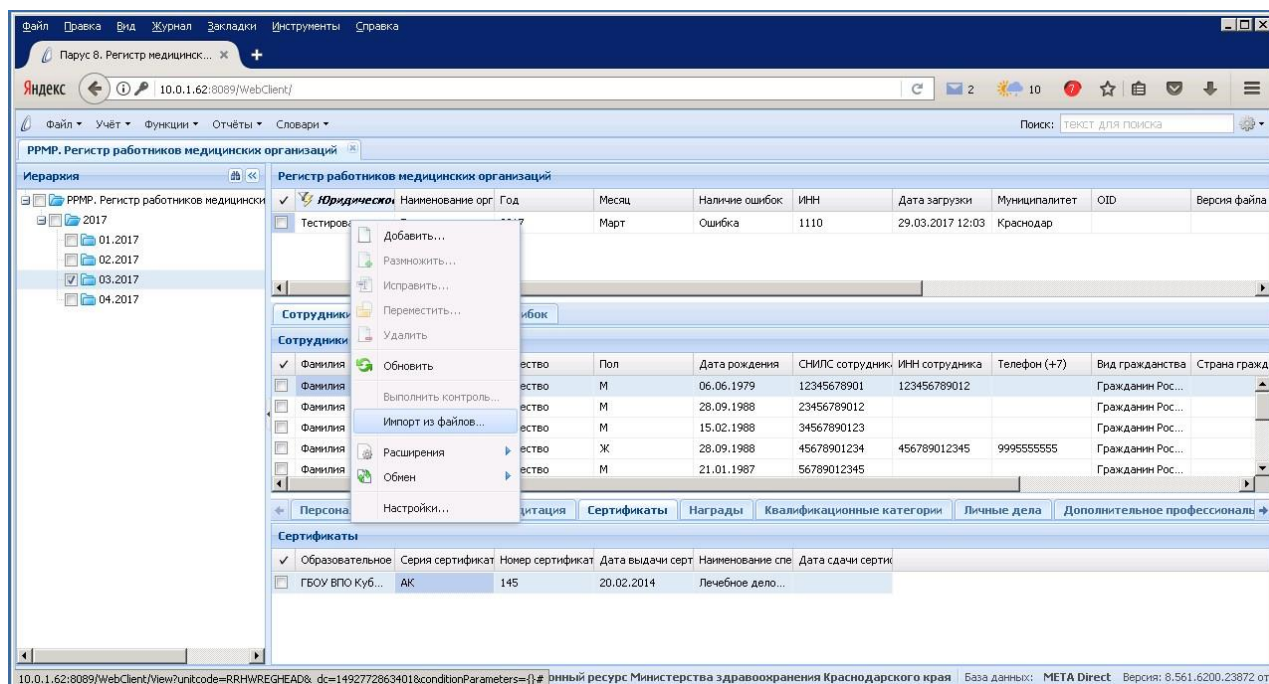 Файл Правка Вид Журнал Закладки Инструменты Справка
Парус 8. Регистр медицинск... × +
Яндекс 10.0.1.62:8089/WebClient/ 2 10 7
Файл Учёт Функции Отчёты Словари Поиск: текст для поиска
РРМР. Регистр работников медицинских организаций
Иерархия
РРМР. Регистр работников медицински
2017
01.2017
02.2017
03.2017
04.2017
Регистр работников медицинских организаций
Юридическо Наименование орг Год Месяц Наличие ошибок ИНН Дата загрузки Муниципалитет OID Версия файла
Тестирова Март Ошибка 1110 29.03.2017 12:03 Краснодар
Добавить...
Размножить...
Исправить...
Переместить...
Удалить
Обновить
Выполнить контроль...
Импорт из файлов...
Расширения
Обмен
Настройки...
Сотрудники ибок
Сотрудники
Фамилия ество Пол Дата рождения СНИЛС сотрудник ИНН сотрудника Телефон (+7) Вид гражданства Страна гражд
Фамилия ество М 06.06.1979 12345678901 123456789012 Гражданин Рос...
Фамилия ество М 28.09.1988 23456789012 Гражданин Рос...
Фамилия ество М 15.02.1988 34567890123 Гражданин Рос...
Фамилия ество Ж 28.09.1988 45678901234 456789012345 9995555555 Гражданин Рос...
Фамилия ество М 21.01.1987 56789012345 Гражданин Рос...
Персона дитация Сертификаты Награды Квалификационные категории Личные дела Дополнительное профессиональ
Сертификаты
Образовательное Серия сертификат Номер сертификат Дата выдачи серт Наименование спе Дата сдачи серти
ГБОУ ВПО Куб... АК 145 20.02.2014 Лечебное дело...
10.0.1.62:8089/WebClient/View?unitcode=RRHWREGHEAD&_dc=1492772863401&conditionParameters={}# онный ресурс Министерства здравоохранения Краснодарского края База данных: META Direct Версия: 8.561.6200.23872 от